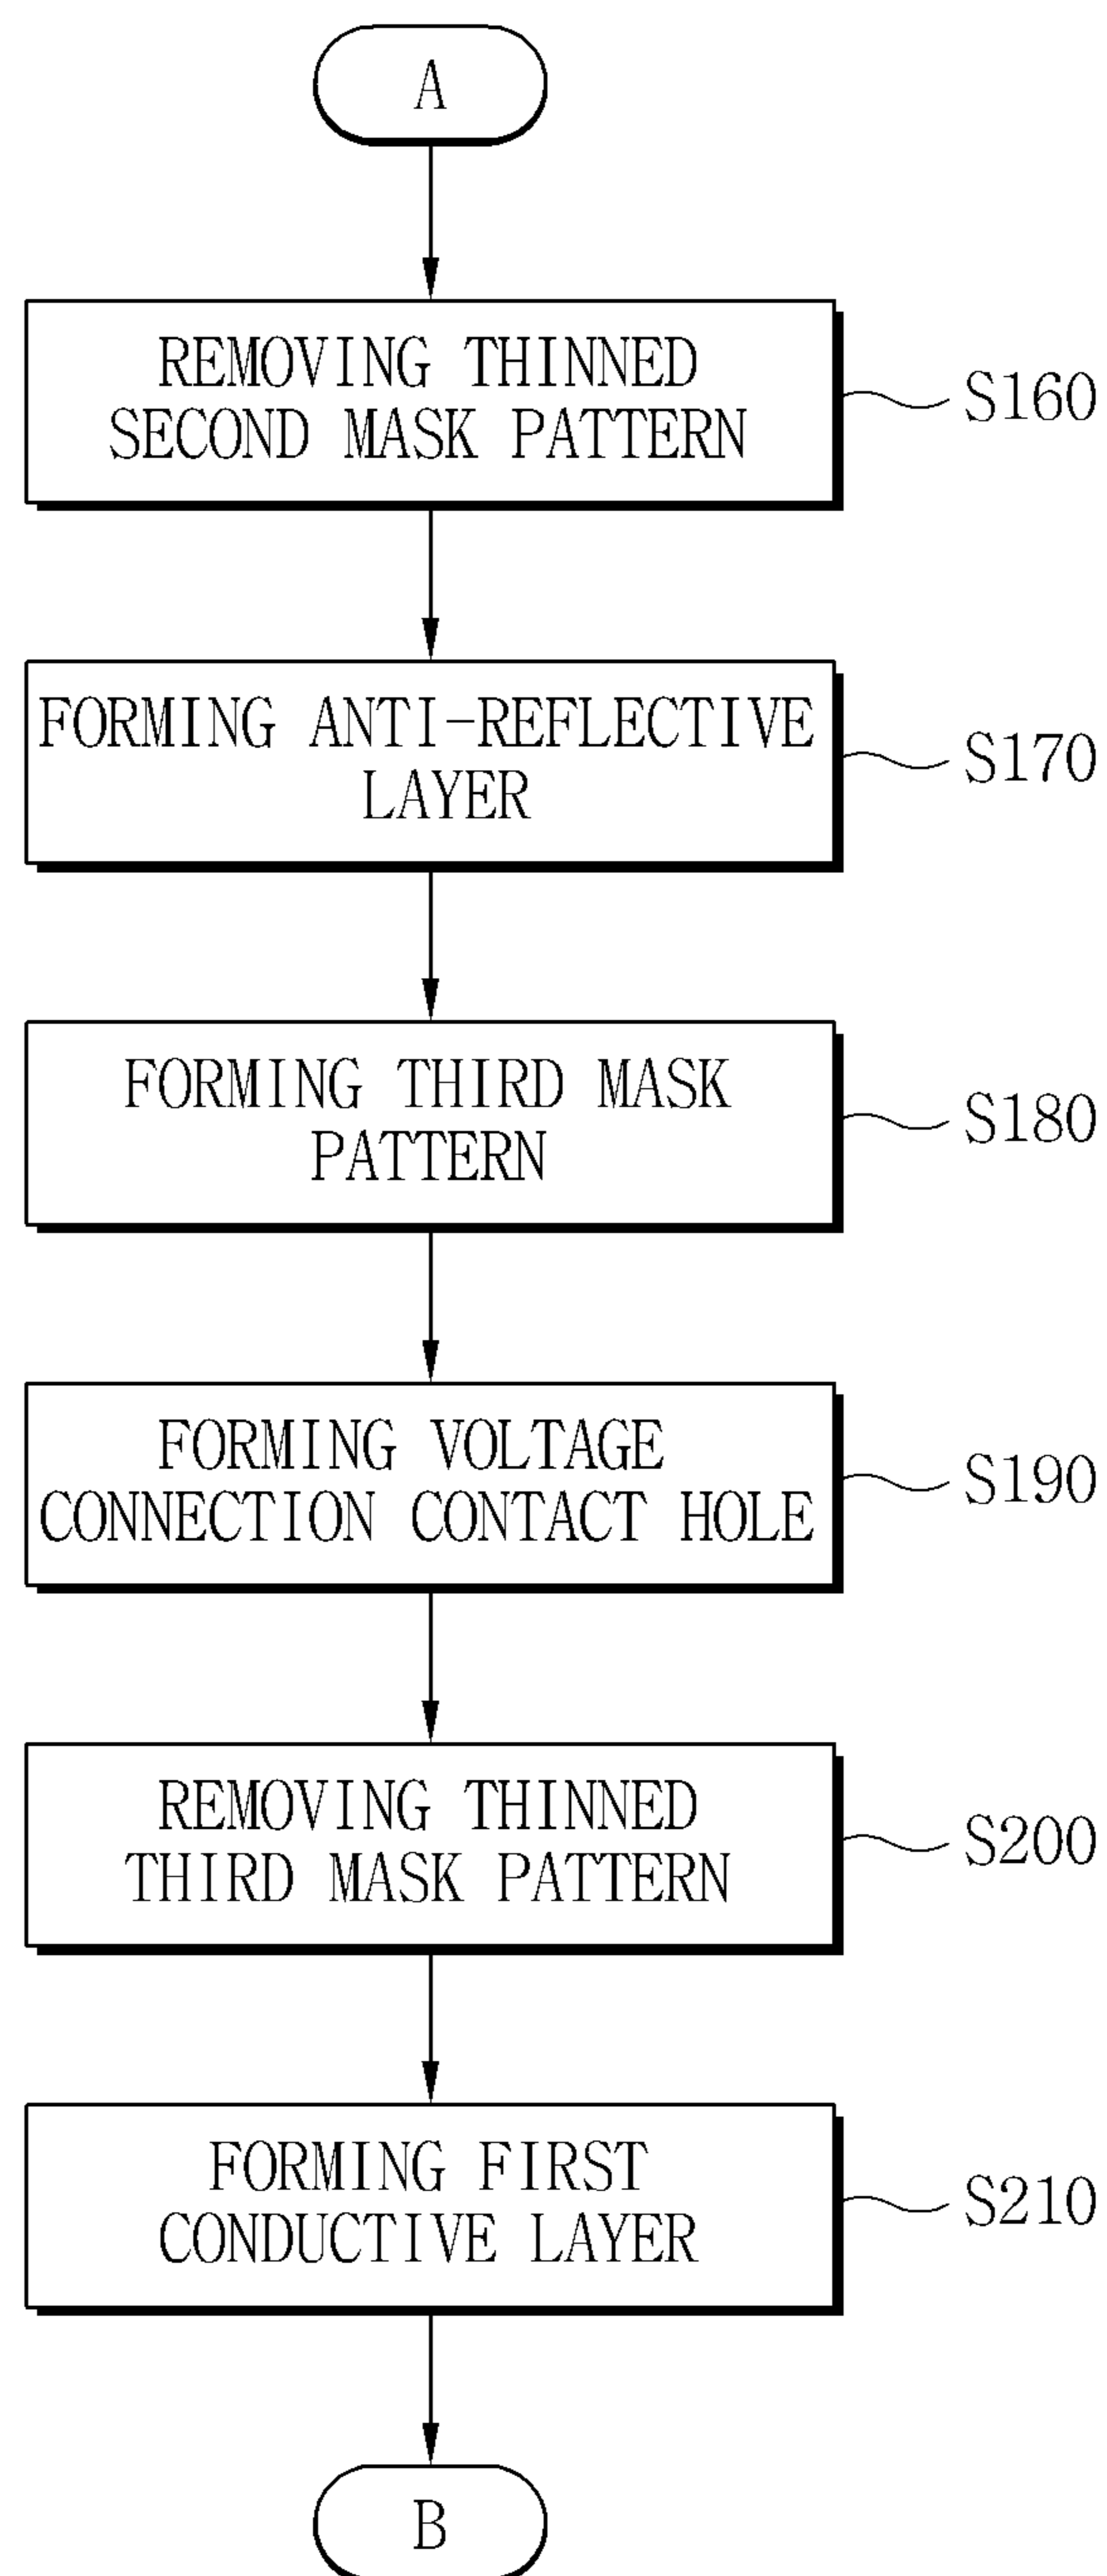 A
REMOVING THINNED
SECOND MASK PATTERN
S160
FORMING ANTI-REFLECTIVE
LAYER
S170
FORMING THIRD MASK
PATTERN
S180
FORMING VOLTAGE
CONNECTION CONTACT HOLE
S190
REMOVING THINNED
THIRD MASK PATTERN
S200
FORMING FIRST
CONDUCTIVE LAYER
S210
B